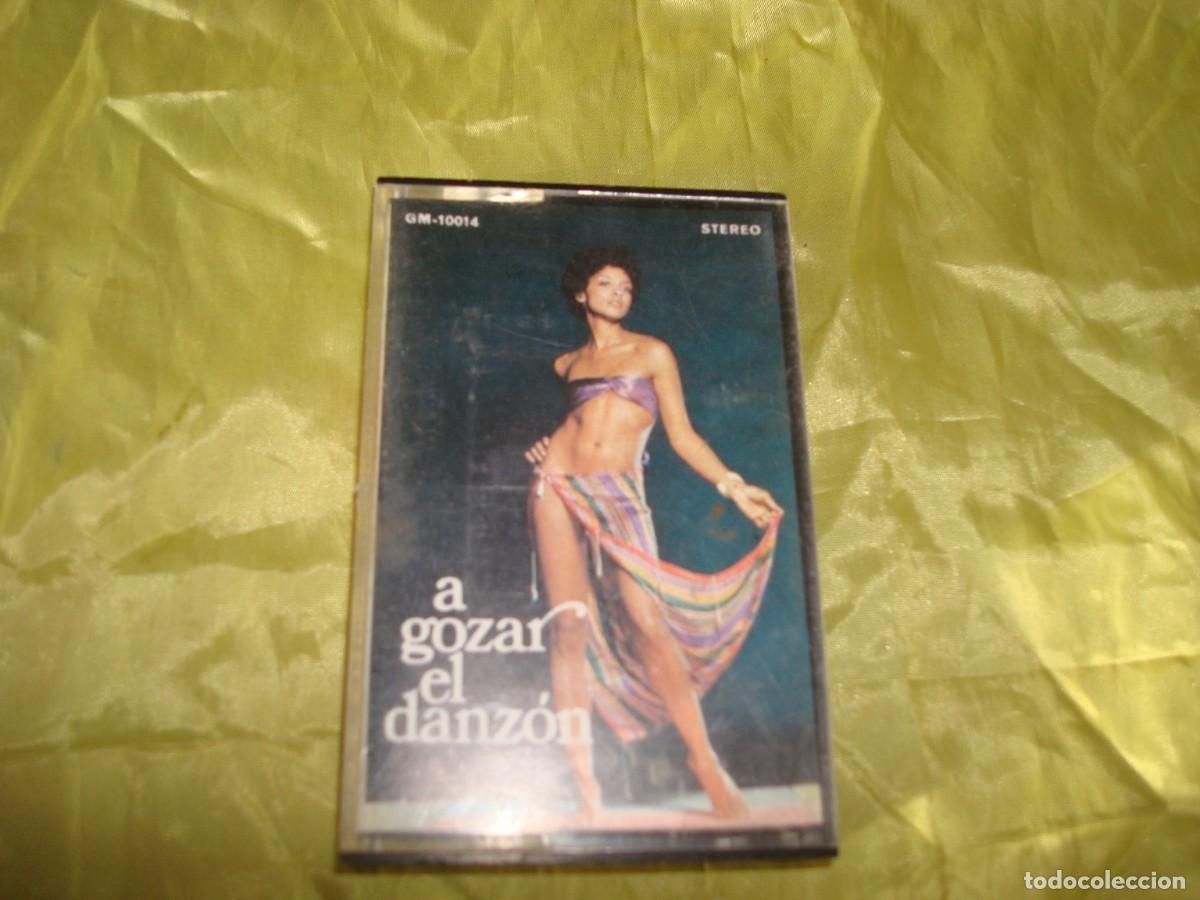 GM-10014
STEREO
a
gozar
el
danzón
todocoleccion